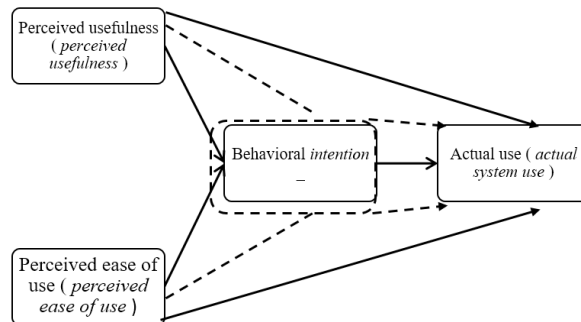 Perceived usefulness
( perceived
usefulness )
Behavioral intention
_
Actual use ( actual
system use )
Perceived ease of
use ( perceived
ease of use )